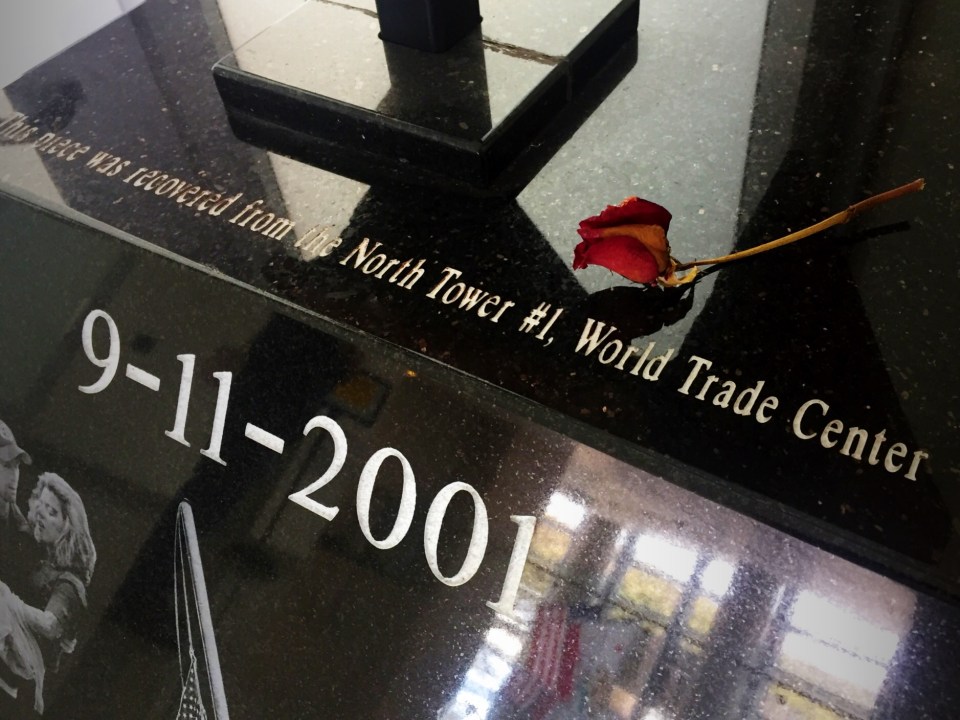 This piece was recovered from the North Tower #1, World Trade Center
9-11-2001